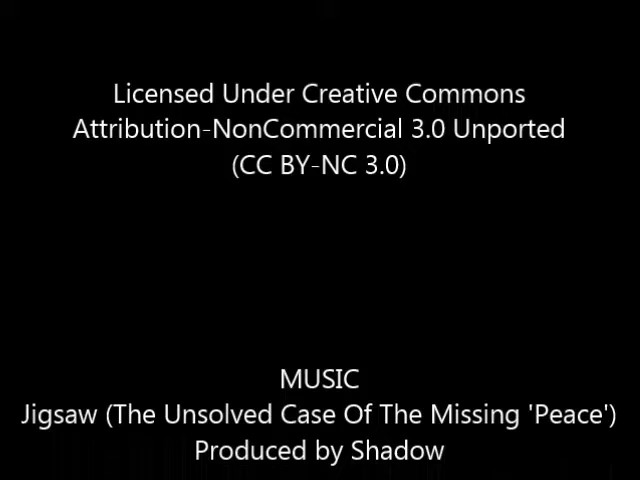 Licensed Under Creative Commons
Attribution-NonCommercial 3.0 Unported
(CC BY-NC 3.0)
MUSIC
Jigsaw (The Unsolved Case Of The Missing 'Peace')
Produced by Shadow